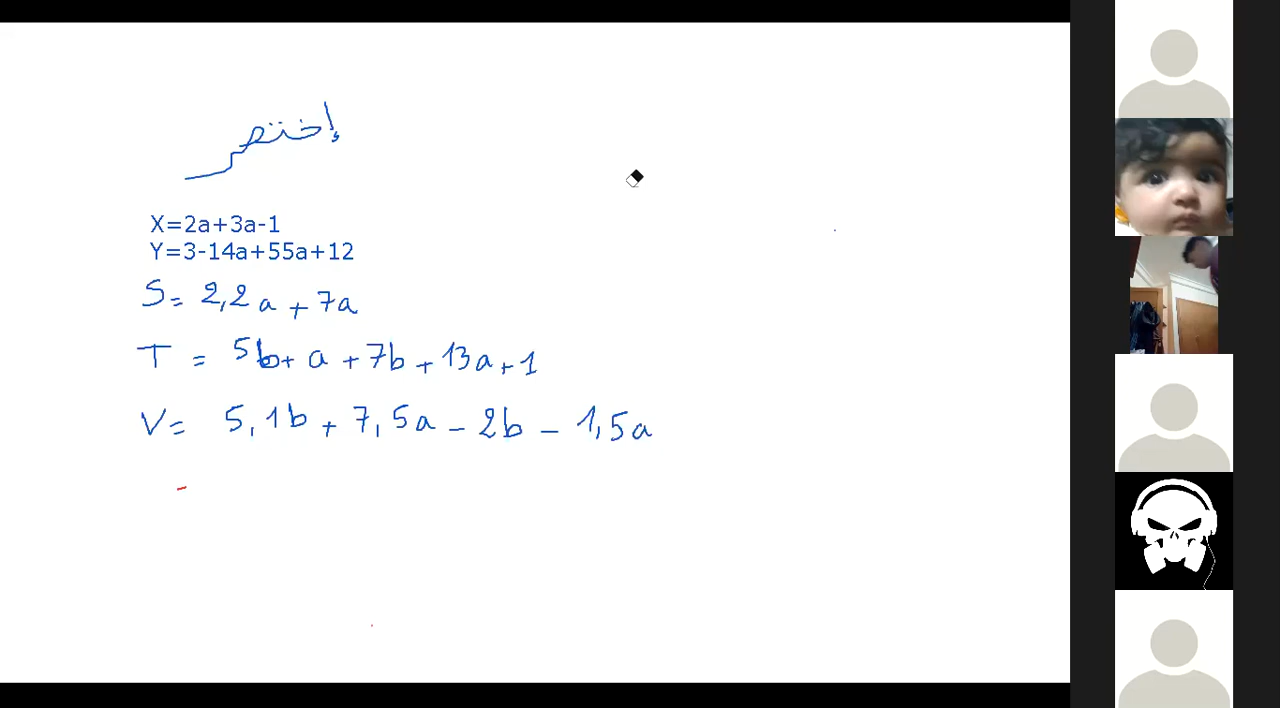 إختصر
X=2a+3a-1
Y=3-14a+55a+12
S= 2,2a + 7a
T = 5b+ a + 7b + 13a + 1
V= 5,1b + 7,5a - 2b - 1,5a